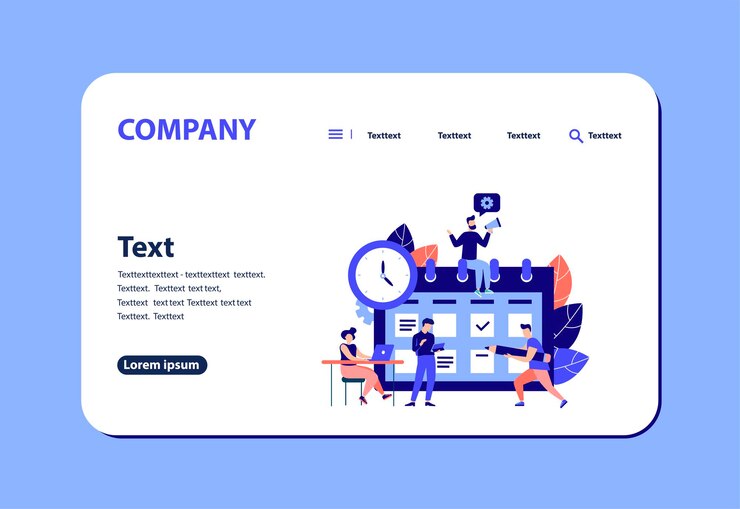 COMPANY
Texttext Texttext Texttext Texttext
Text
Texttexttexttext - texttexttext texttext.
Texttext. Texttext text text,
Texttext text text Texttext text text
Texttext. Texttext
Lorem ipsum